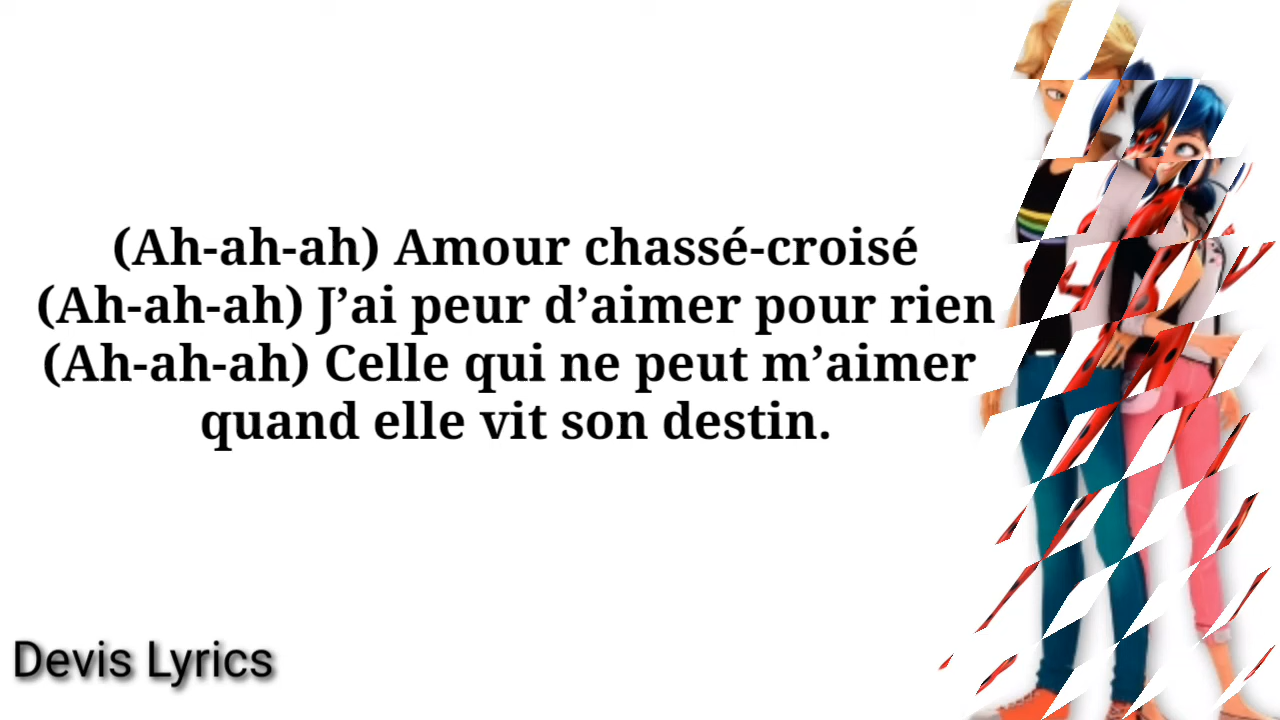 (Ah-ah-ah) Amour chassé-croisé
(Ah-ah-ah) J’ai peur d’aimer pour rien
(Ah-ah-ah) Celle qui ne peut m’aimer
quand elle vit son destin.
Devis Lyrics